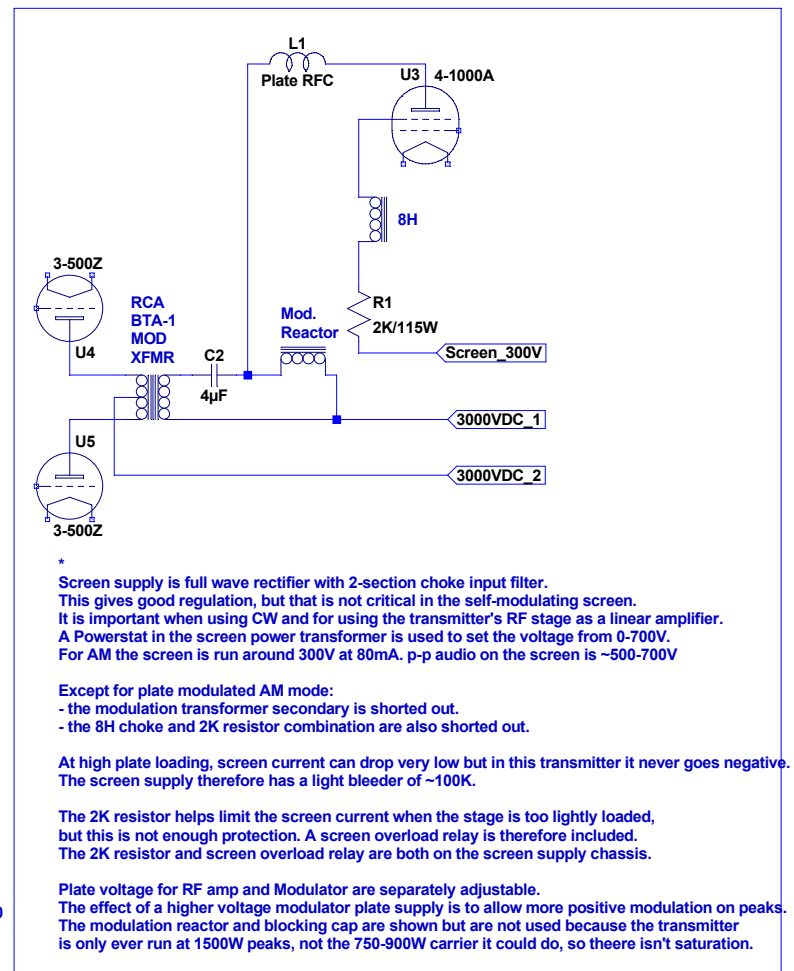 L1
Plate RFC
U3
4-1000A
8H
3-500Z
U4
RCA
BTA-1
MOD
XFMR
C2
4µF
Mod.
Reactor
R1
2K/115W
Screen_300V
3000VDC_1
U5
3000VDC_2
3-500Z
*
Screen supply is full wave rectifier with 2-section choke input filter.
This gives good regulation, but that is not critical in the self-modulating screen.
It is important when using CW and for using the transmitter's RF stage as a linear amplifier.
A Powerstat in the screen power transformer is used to set the voltage from 0-700V.
For AM the screen is run around 300V at 80mA. p-p audio on the screen is ~500-700V
Except for plate modulated AM mode:
- the modulation transformer secondary is shorted out.
- the 8H choke and 2K resistor combination are also shorted out.
At high plate loading, screen current can drop very low but in this transmitter it never goes negative.
The screen supply therefore has a light bleeder of ~100K.
The 2K resistor helps limit the screen current when the stage is too lightly loaded,
but this is not enough protection. A screen overload relay is therefore included.
The 2K resistor and screen overload relay are both on the screen supply chassis.
Plate voltage for RF amp and Modulator are separately adjustable.
The effect of a higher voltage modulator plate supply is to allow more positive modulation on peaks.
The modulation reactor and blocking cap are shown but are not used because the transmitter
is only ever run at 1500W peaks, not the 750-900W carrier it could do, so theere isn't saturation.